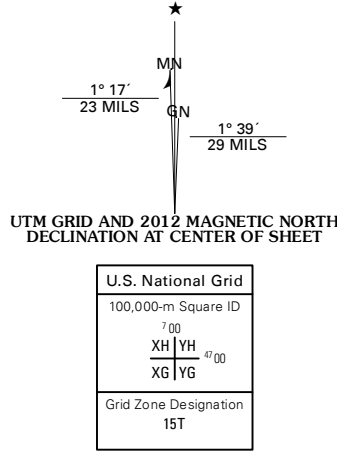 ★
MN
1° 17´
23 MILS
GN
1° 39´
29 MILS
UTM GRID AND 2012 MAGNETIC NORTH
DECLINATION AT CENTER OF SHEET
U.S. National Grid
100,000-m Square ID
7 00
XH YH
47 00
XG YG
Grid Zone Designation
15T